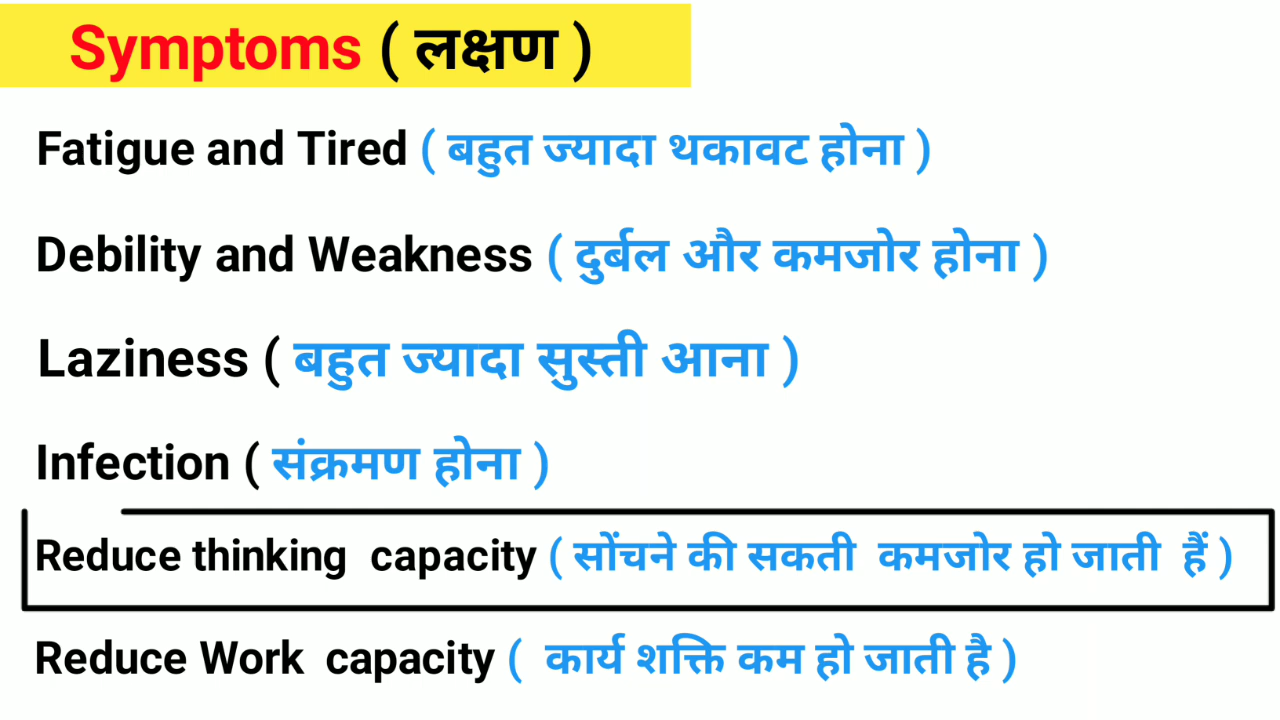 Symptoms ( लक्षण )
Fatigue and Tired ( बहुत ज्यादा थकावट होना )
Debility and Weakness ( दुर्बल और कमजोर होना )
Laziness ( बहुत ज्यादा सुस्ती आना )
Infection ( संक्रमण होना )
Reduce thinking capacity ( सोंचने की सकती कमजोर हो जाती हैं )
Reduce Work capacity ( कार्य शक्ति कम हो जाती है )